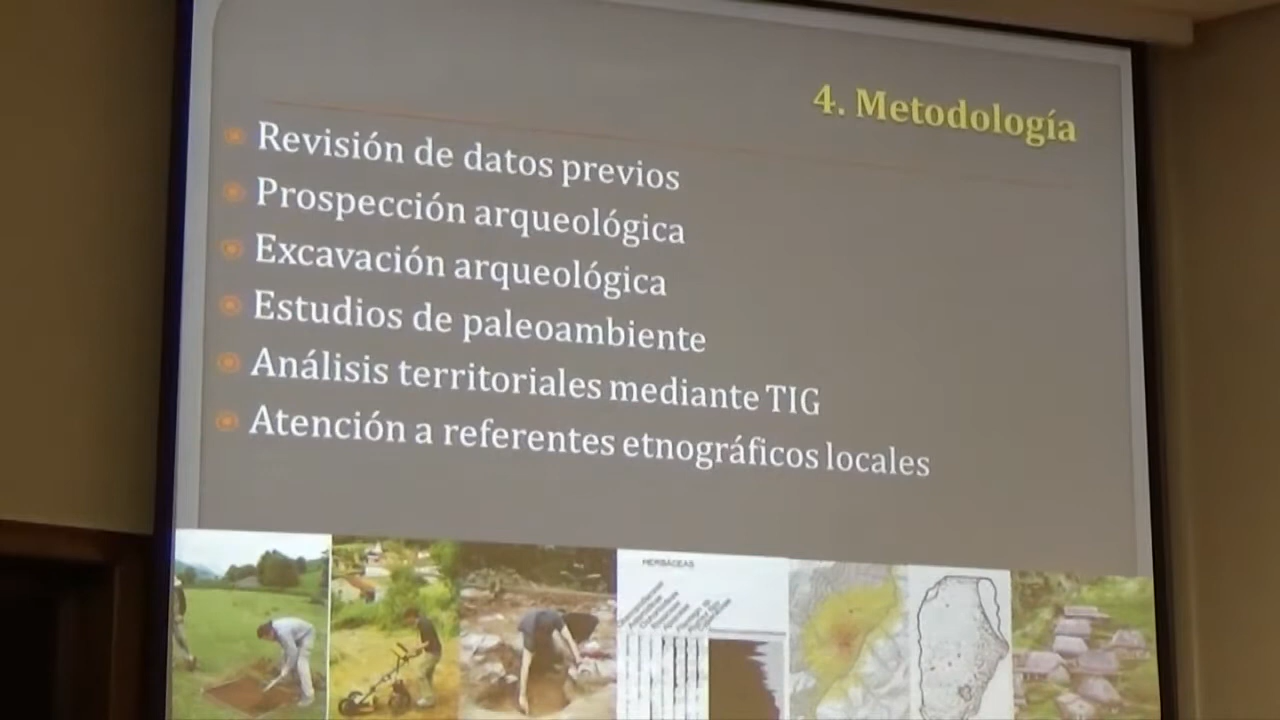 4. Metodología
Revisión de datos previos
Prospección arqueológica
Excavación arqueológica
Estudios de paleoambiente
Análisis territoriales mediante TIG
Atención a referentes etnográficos locales
HERBÁCEAS